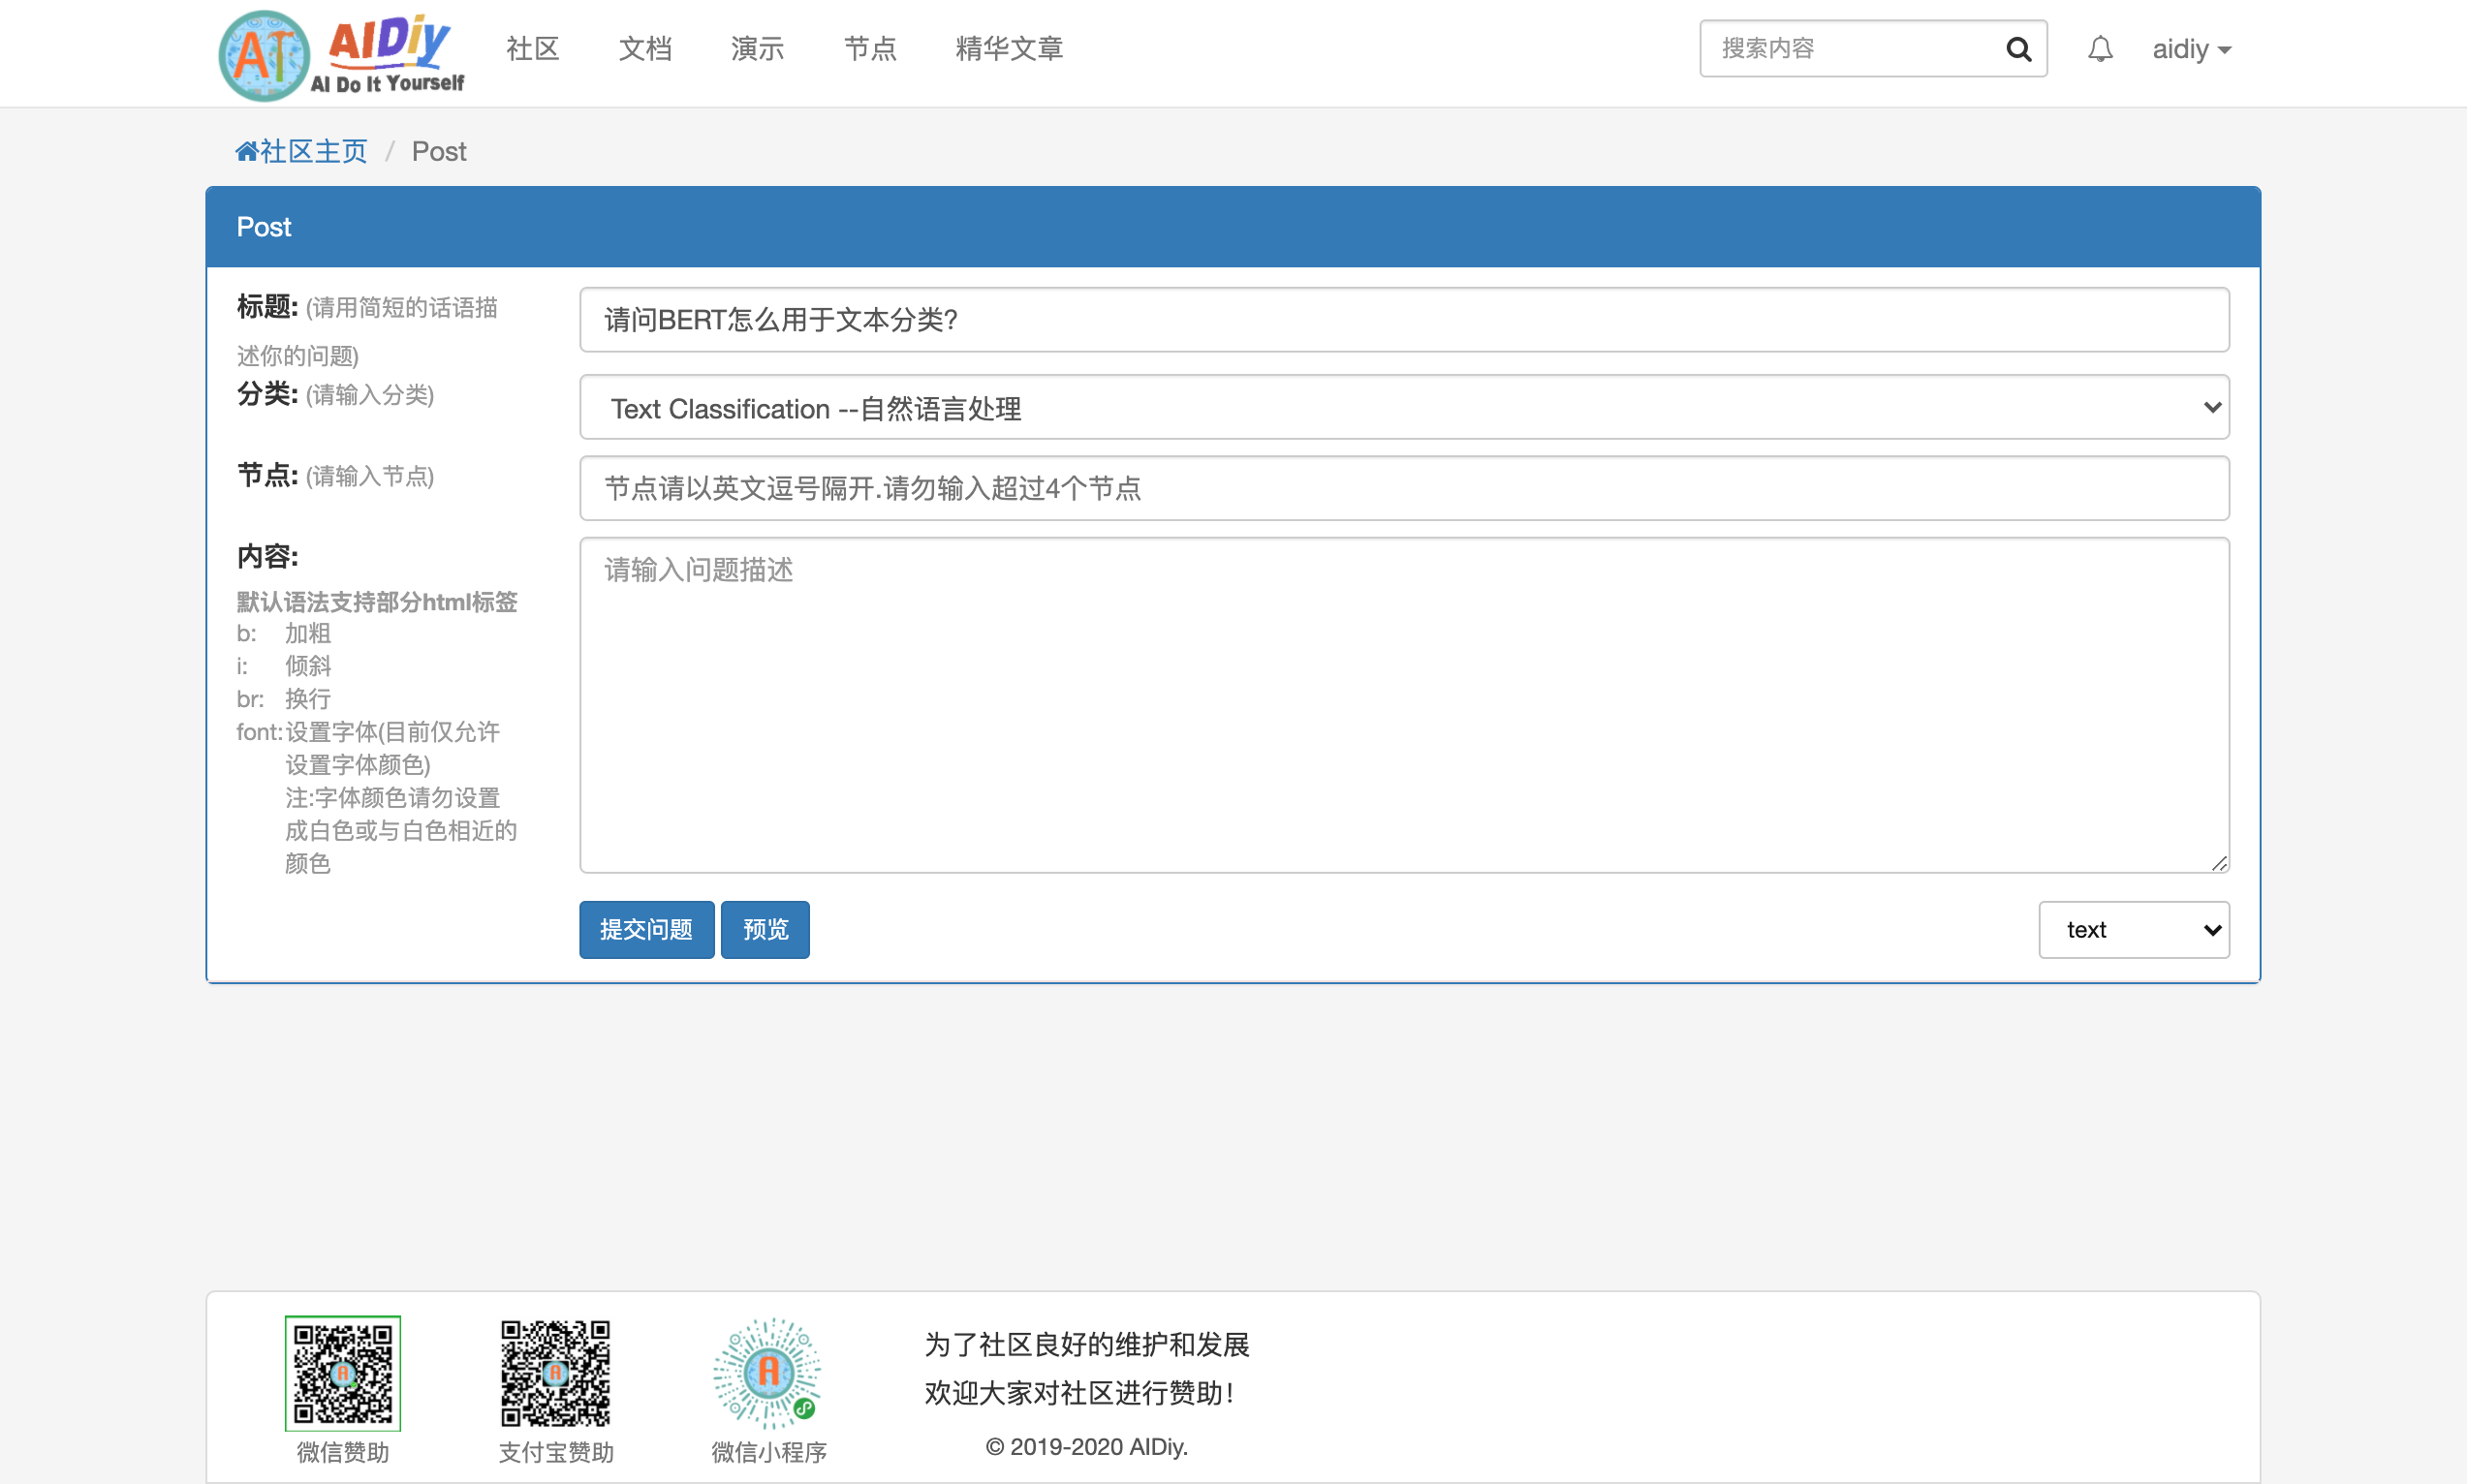 AIDiy
AI Do It Yourself
社区 文档 演示 节点 精华文章
搜索内容
aidiy
社区主页 / Post
Post
标题: (请用简短的话语描
述你的问题)
请问BERT怎么用于文本分类?
分类: (请输入分类)
Text Classification --自然语言处理
节点: (请输入节点)
节点请以英文逗号隔开.请勿输入超过4个节点
内容:
请输入问题描述
默认语法支持部分html标签
b: 加粗
i: 倾斜
br: 换行
font: 设置字体(目前仅允许
设置字体颜色)
注:字体颜色请勿设置
成白色或与白色相近的
颜色
提交问题 预览
text
为了社区良好的维护和发展
欢迎大家对社区进行赞助!
微信赞助 支付宝赞助 微信小程序
© 2019-2020 AIDiy.